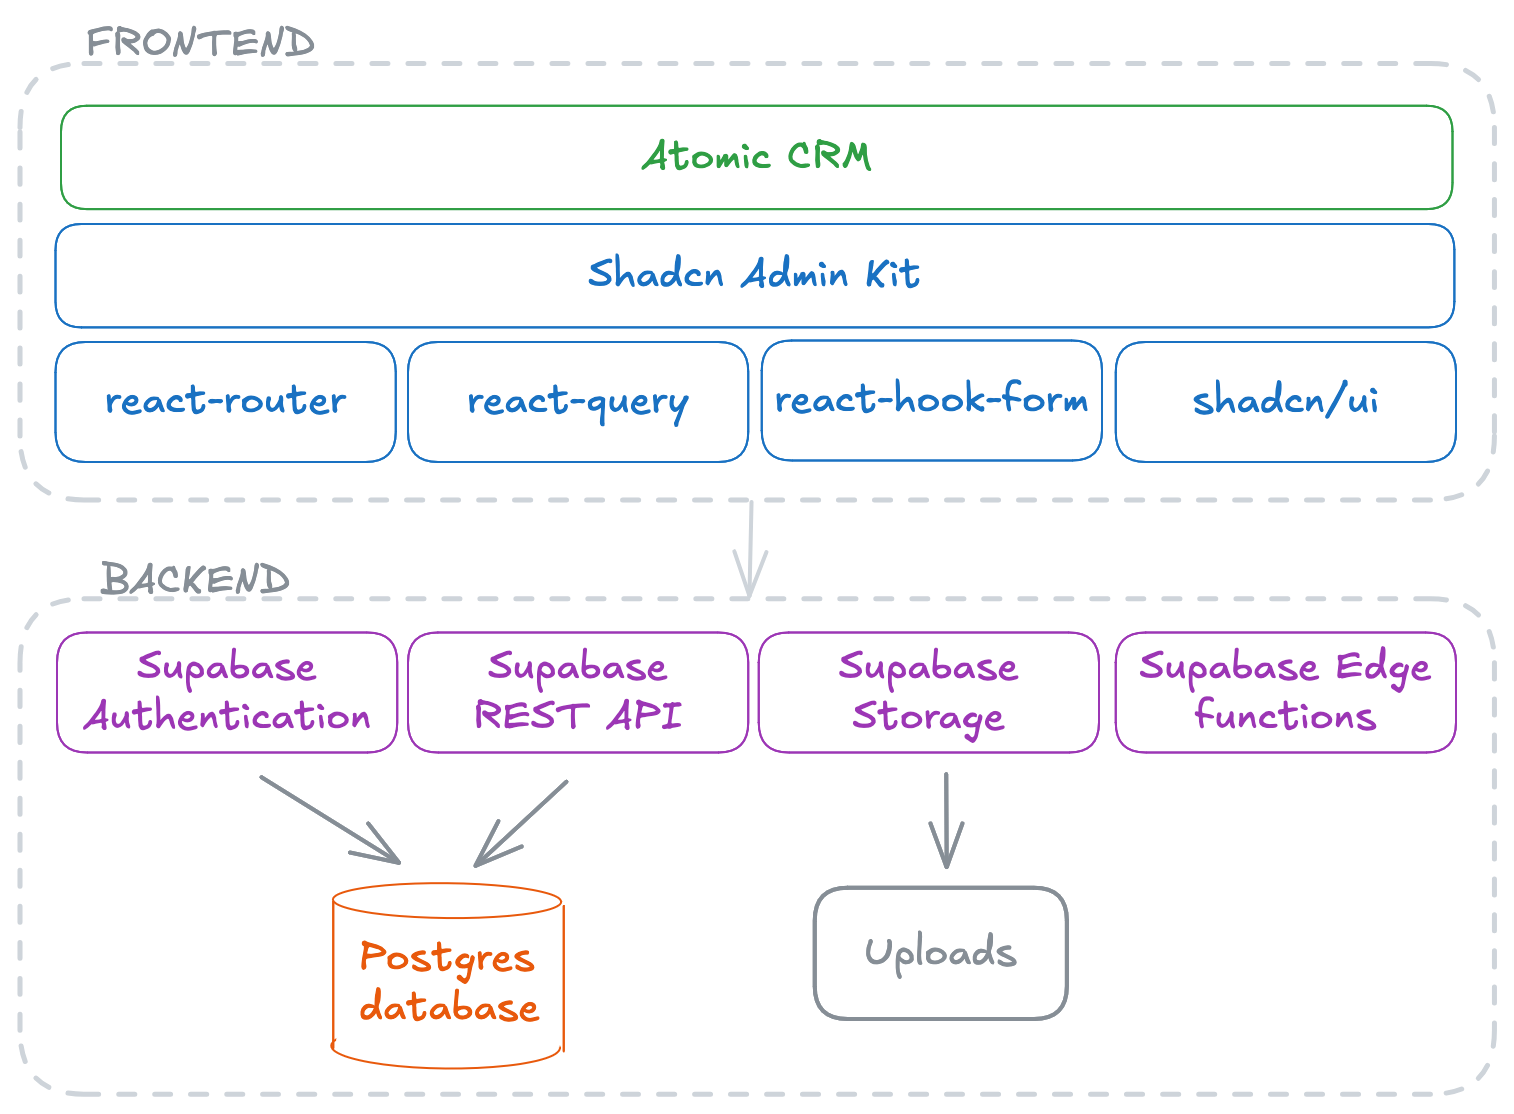 FRONTEND
Atomic CRM
Shadcn Admin Kit
react-router
react-query
react-hook-form
shadcn/ui
BACKEND
Supabase
Authentication
Supabase
REST API
Supabase
Storage
Supabase Edge
functions
Postgres
database
Uploads